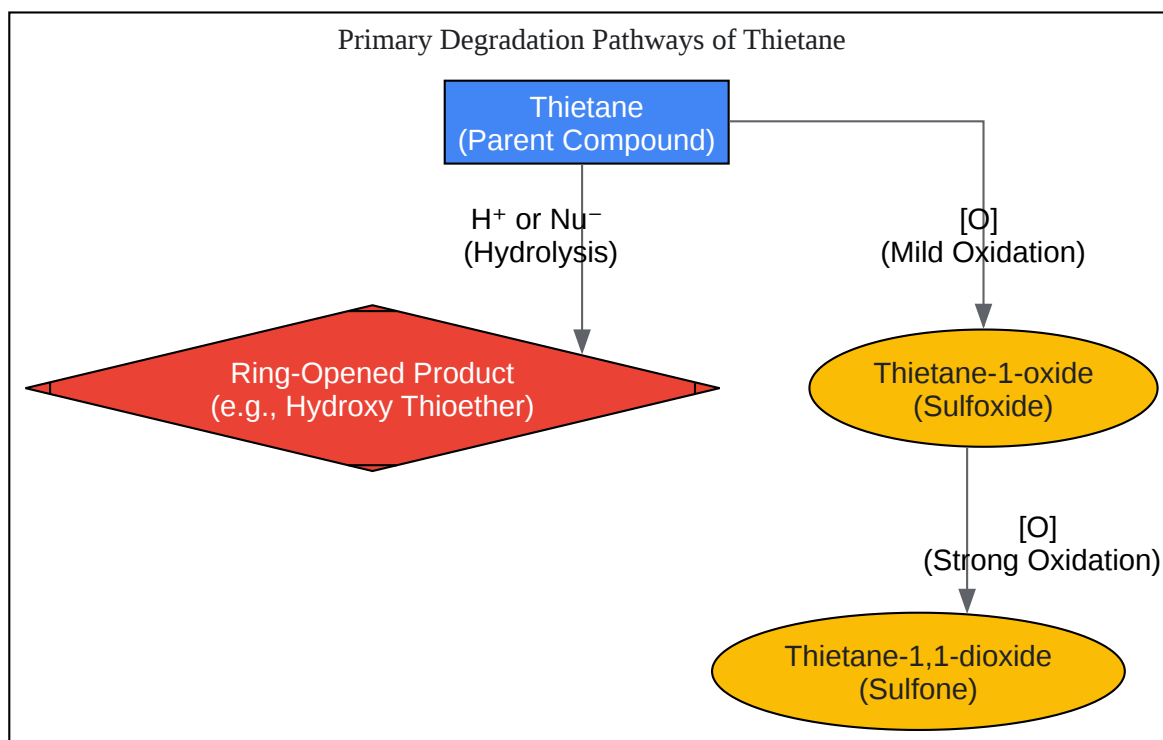 Primary Degradation Pathways of Thietane
Thietane
(Parent Compound)
H⁺ or Nu⁻
(Hydrolysis)
[O]
(Mild Oxidation)
Ring-Opened Product
(e.g., Hydroxy Thioether)
Thietane-1-oxide
(Sulfoxide)
[O]
(Strong Oxidation)
Thietane-1,1-dioxide
(Sulfone)